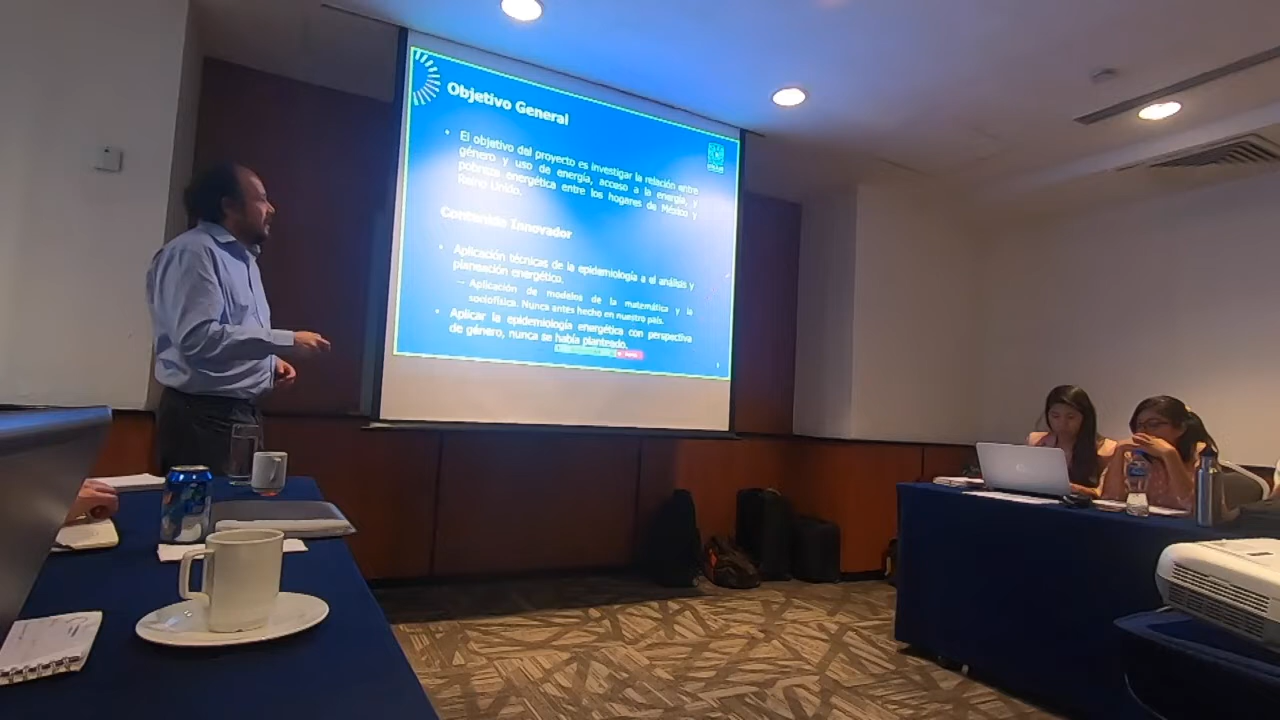 Objetivo General
• El objetivo del proyecto es investigar la relación entre
género y uso de energía, acceso a la energía, y
pobreza energética entre los hogares de México y
Reino Unido.
Contenido Innovador
• Aplicación técnicas de la epidemiología a el análisis y
planeación energético.
– Aplicación de modelos de la matemática y la
sociofísica. Nunca antes hecho en nuestro país.
• Aplicar la epidemiología energética con perspectiva
de género, nunca se había planteado.